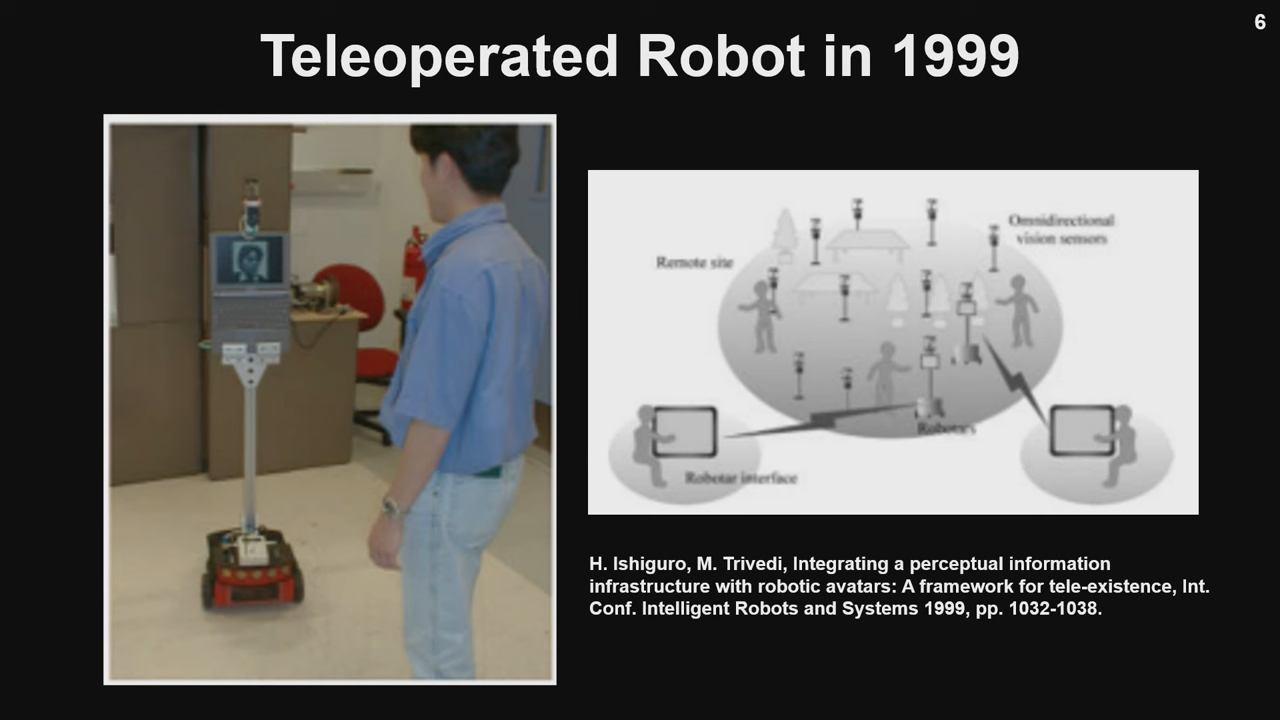 6
Teleoperated Robot in 1999
Omnidirectional
vision sensors
Remote site
Robotars
Robotar interface
H. Ishiguro, M. Trivedi, Integrating a perceptual information
infrastructure with robotic avatars: A framework for tele-existence, Int.
Conf. Intelligent Robots and Systems 1999, pp. 1032-1038.